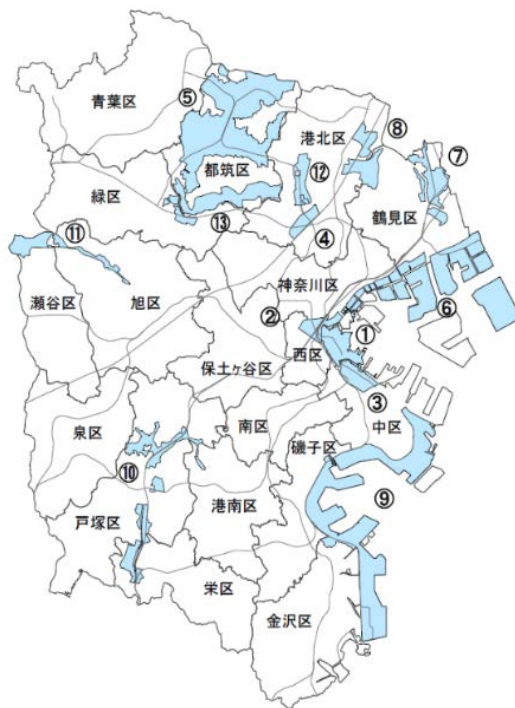 青葉区
⑤
港北区
⑧
⑦
都筑区
⑫
緑区
鶴見区
⑬
④
⑪
神奈川区
瀬谷区
旭区
②
⑥
①
西区
保土ヶ谷区
③
泉区
南区
中区
磯子区
⑩
⑨
港南区
戸塚区
栄区
金沢区